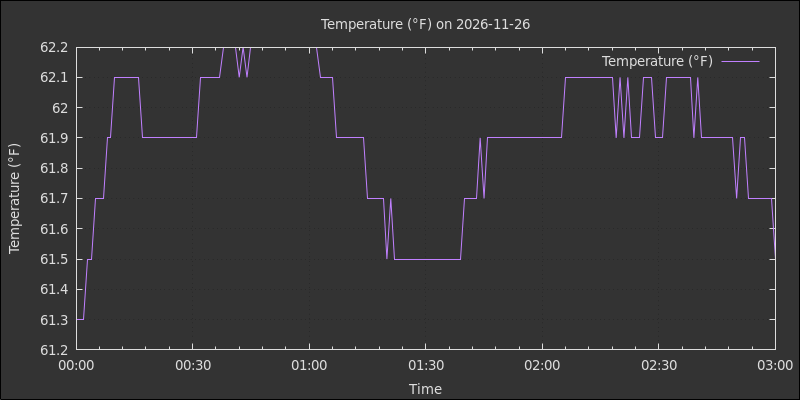 Temperature (°F) on 2026-11-26
Temperature (°F)
62.2
62.1
62
61.9
61.8
61.7
61.6
61.5
61.4
61.3
61.2
Temperature (°F)
00:00 00:30 01:00 01:30 02:00 02:30 03:00
Time